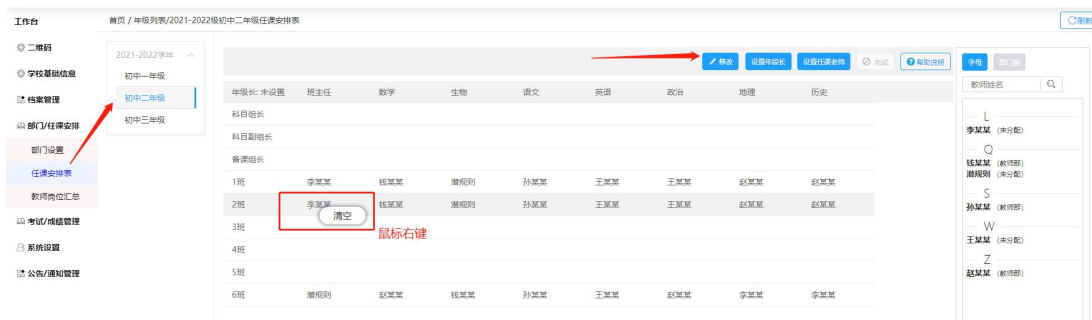 工作台
首页 / 年级列表/2021-2022级初中二年级任课安排表
刷新
二维码
学校基础信息
档案管理
部门/任课安排
部门设置
任课安排表
教师岗位汇总
考试/成绩管理
系统设置
公告/通知管理
2021-2022学年
初中一年级
初中二年级
初中三年级
修改 设置年级长 设置任课老师 完成 帮助说明
年级长: 未设置 班主任 数学 生物 语文 英语 政治 地理 历史
科目组长
科目副组长
备课组长
1班 李某某 钱某某 潜规则 孙某某 王某某 王某某 赵某某 赵某某
2班 李某某 钱某某 潜规则 孙某某 王某某 王某某 赵某某 赵某某
清空
鼠标右键
3班
4班
5班
6班 潜规则 赵某某 钱某某 孙某某 王某某 赵某某 李某某 李某某
字母 部门
教师姓名
L
李某某 (未分配)
Q
钱某某 (教师部)
潜规则 (未分配)
S
孙某某 (教师部)
W
王某某 (未分配)
Z
赵某某 (教师部)